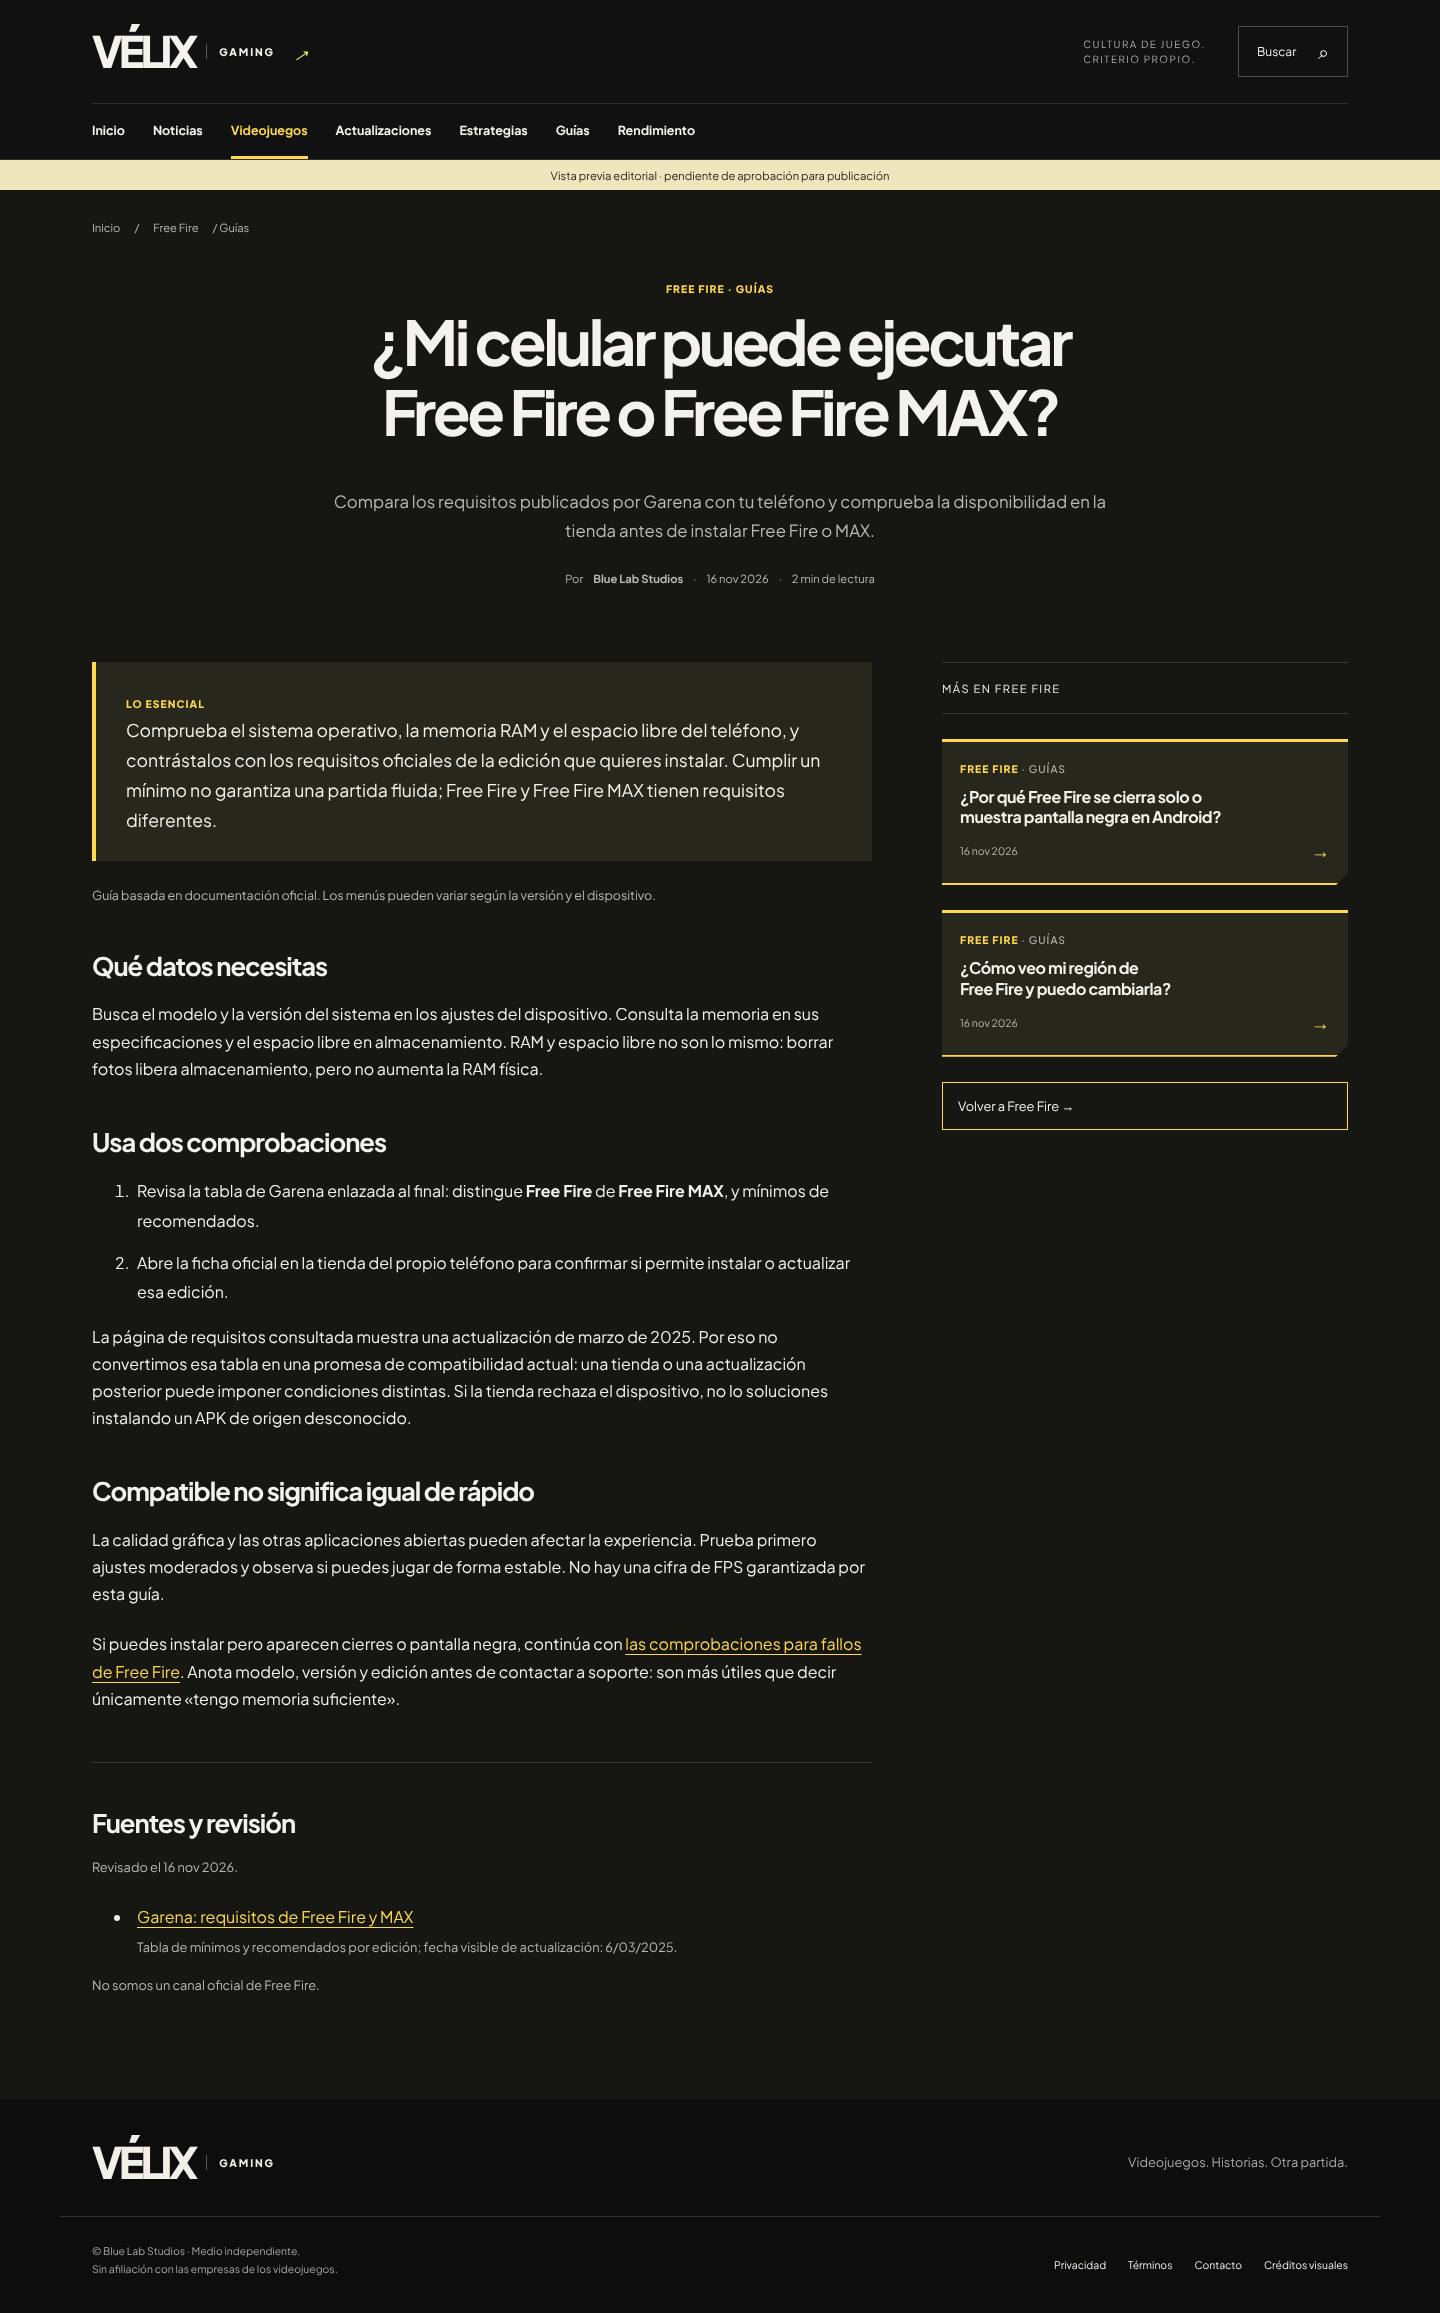 VÉLIX GAMING →
CULTURA DE JUEGO.
CRITERIO PROPIO.
Buscar ⌕
Inicio Noticias Videojuegos Actualizaciones Estrategias Guías Rendimiento
Vista previa editorial · pendiente de aprobación para publicación
Inicio / Free Fire / Guías
FREE FIRE · GUÍAS
¿Mi celular puede ejecutar
Free Fire o Free Fire MAX?
Compara los requisitos publicados por Garena con tu teléfono y comprueba la disponibilidad en la
tienda antes de instalar Free Fire o MAX.
Por Blue Lab Studios · 16 nov 2026 · 2 min de lectura
LO ESENCIAL
Comprueba el sistema operativo, la memoria RAM y el espacio libre del teléfono, y
contrástalos con los requisitos oficiales de la edición que quieres instalar. Cumplir un
mínimo no garantiza una partida fluida; Free Fire y Free Fire MAX tienen requisitos
diferentes.
Guía basada en documentación oficial. Los menús pueden variar según la versión y el dispositivo.
Qué datos necesitas
Busca el modelo y la versión del sistema en los ajustes del dispositivo. Consulta la memoria en sus
especificaciones y el espacio libre en almacenamiento. RAM y espacio libre no son lo mismo: borrar
fotos libera almacenamiento, pero no aumenta la RAM física.
Usa dos comprobaciones
1. Revisa la tabla de Garena enlazada al final: distingue Free Fire de Free Fire MAX, y mínimos de
recomendados.
2. Abre la ficha oficial en la tienda del propio teléfono para confirmar si permite instalar o actualizar
esa edición.
La página de requisitos consultada muestra una actualización de marzo de 2025. Por eso no
convertimos esa tabla en una promesa de compatibilidad actual: una tienda o una actualización
posterior puede imponer condiciones distintas. Si la tienda rechaza el dispositivo, no lo soluciones
instalando un APK de origen desconocido.
Compatible no significa igual de rápido
La calidad gráfica y las otras aplicaciones abiertas pueden afectar la experiencia. Prueba primero
ajustes moderados y observa si puedes jugar de forma estable. No hay una cifra de FPS garantizada por
esta guía.
Si puedes instalar pero aparecen cierres o pantalla negra, continúa con las comprobaciones para fallos
de Free Fire. Anota modelo, versión y edición antes de contactar a soporte: son más útiles que decir
únicamente «tengo memoria suficiente».
Fuentes y revisión
Revisado el 16 nov 2026.
• Garena: requisitos de Free Fire y MAX
Tabla de mínimos y recomendados por edición; fecha visible de actualización: 6/03/2025.
No somos un canal oficial de Free Fire.
MÁS EN FREE FIRE
FREE FIRE · GUÍAS
¿Por qué Free Fire se cierra solo o
muestra pantalla negra en Android?
16 nov 2026 →
FREE FIRE · GUÍAS
¿Cómo veo mi región de
Free Fire y puedo cambiarla?
16 nov 2026 →
Volver a Free Fire →
VÉLIX GAMING
Videojuegos. Historias. Otra partida.
© Blue Lab Studios · Medio independiente.
Sin afiliación con las empresas de los videojuegos.
Privacidad Términos Contacto Créditos visuales